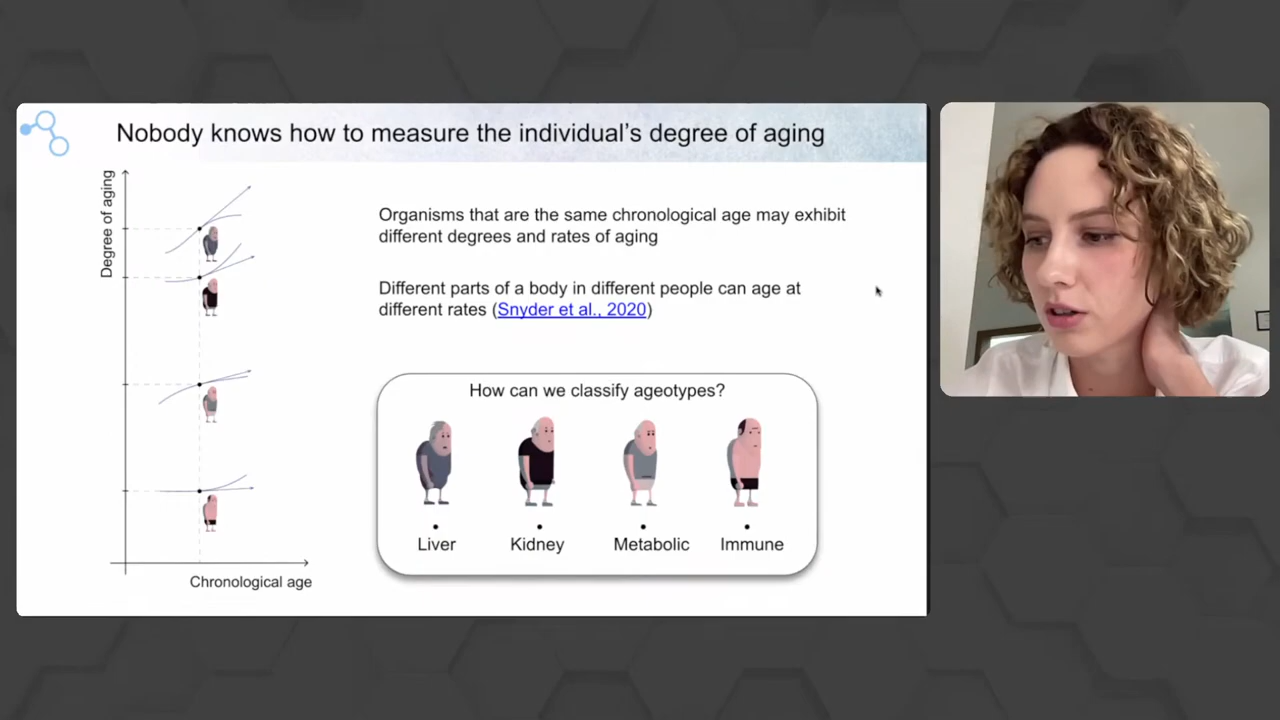 Nobody knows how to measure the individual's degree of aging
Degree of aging
Organisms that are the same chronological age may exhibit
different degrees and rates of aging
Different parts of a body in different people can age at
different rates (Snyder et al., 2020)
How can we classify ageotypes?
Liver
Kidney
Metabolic
Immune
Chronological age